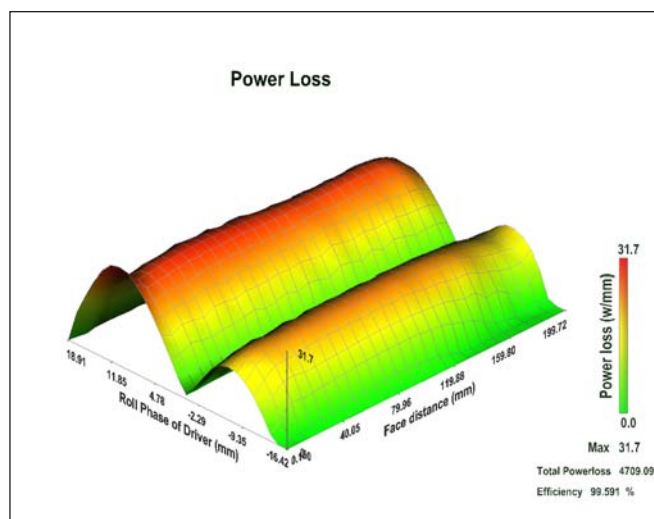 Power Loss
31.7
Power loss (w/mm)
0.0
31.7
18.91
11.85
4.78
-2.29
-9.35
-16.42
Roll Phase of Driver (mm)
40.05
79.96
119.88
159.80
199.72
Face distance (mm)
Max 31.7
Total Powerloss 4709.09
Efficiency 99.591 %